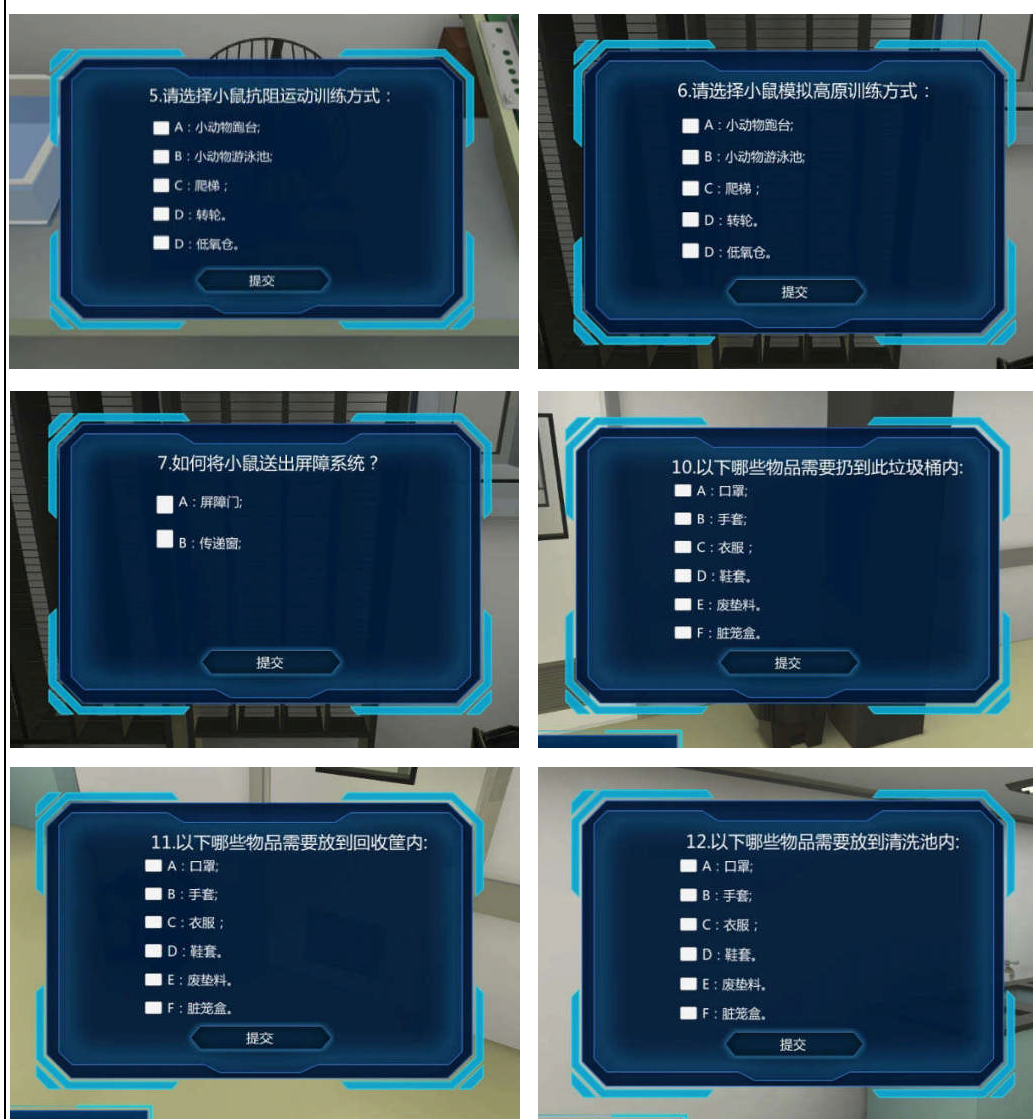 5.请选择小鼠抗阻运动训练方式：
A：小动物跑台;
B：小动物游泳池;
C：爬梯；
D：转轮。
D：低氧仓。
提交
6.请选择小鼠模拟高原训练方式：
A：小动物跑台;
B：小动物游泳池;
C：爬梯；
D：转轮。
D：低氧仓。
提交
7.如何将小鼠送出屏障系统？
A：屏障门;
B：传递窗;
提交
10.以下哪些物品需要扔到此垃圾桶内:
A：口罩;
B：手套;
C：衣服；
D：鞋套。
E：废垫料。
F：脏笼盒。
提交
11.以下哪些物品需要放到回收筐内:
A：口罩;
B：手套;
C：衣服；
D：鞋套。
E：废垫料。
F：脏笼盒。
提交
12.以下哪些物品需要放到清洗池内:
A：口罩;
B：手套;
C：衣服；
D：鞋套。
E：废垫料。
F：脏笼盒。
提交